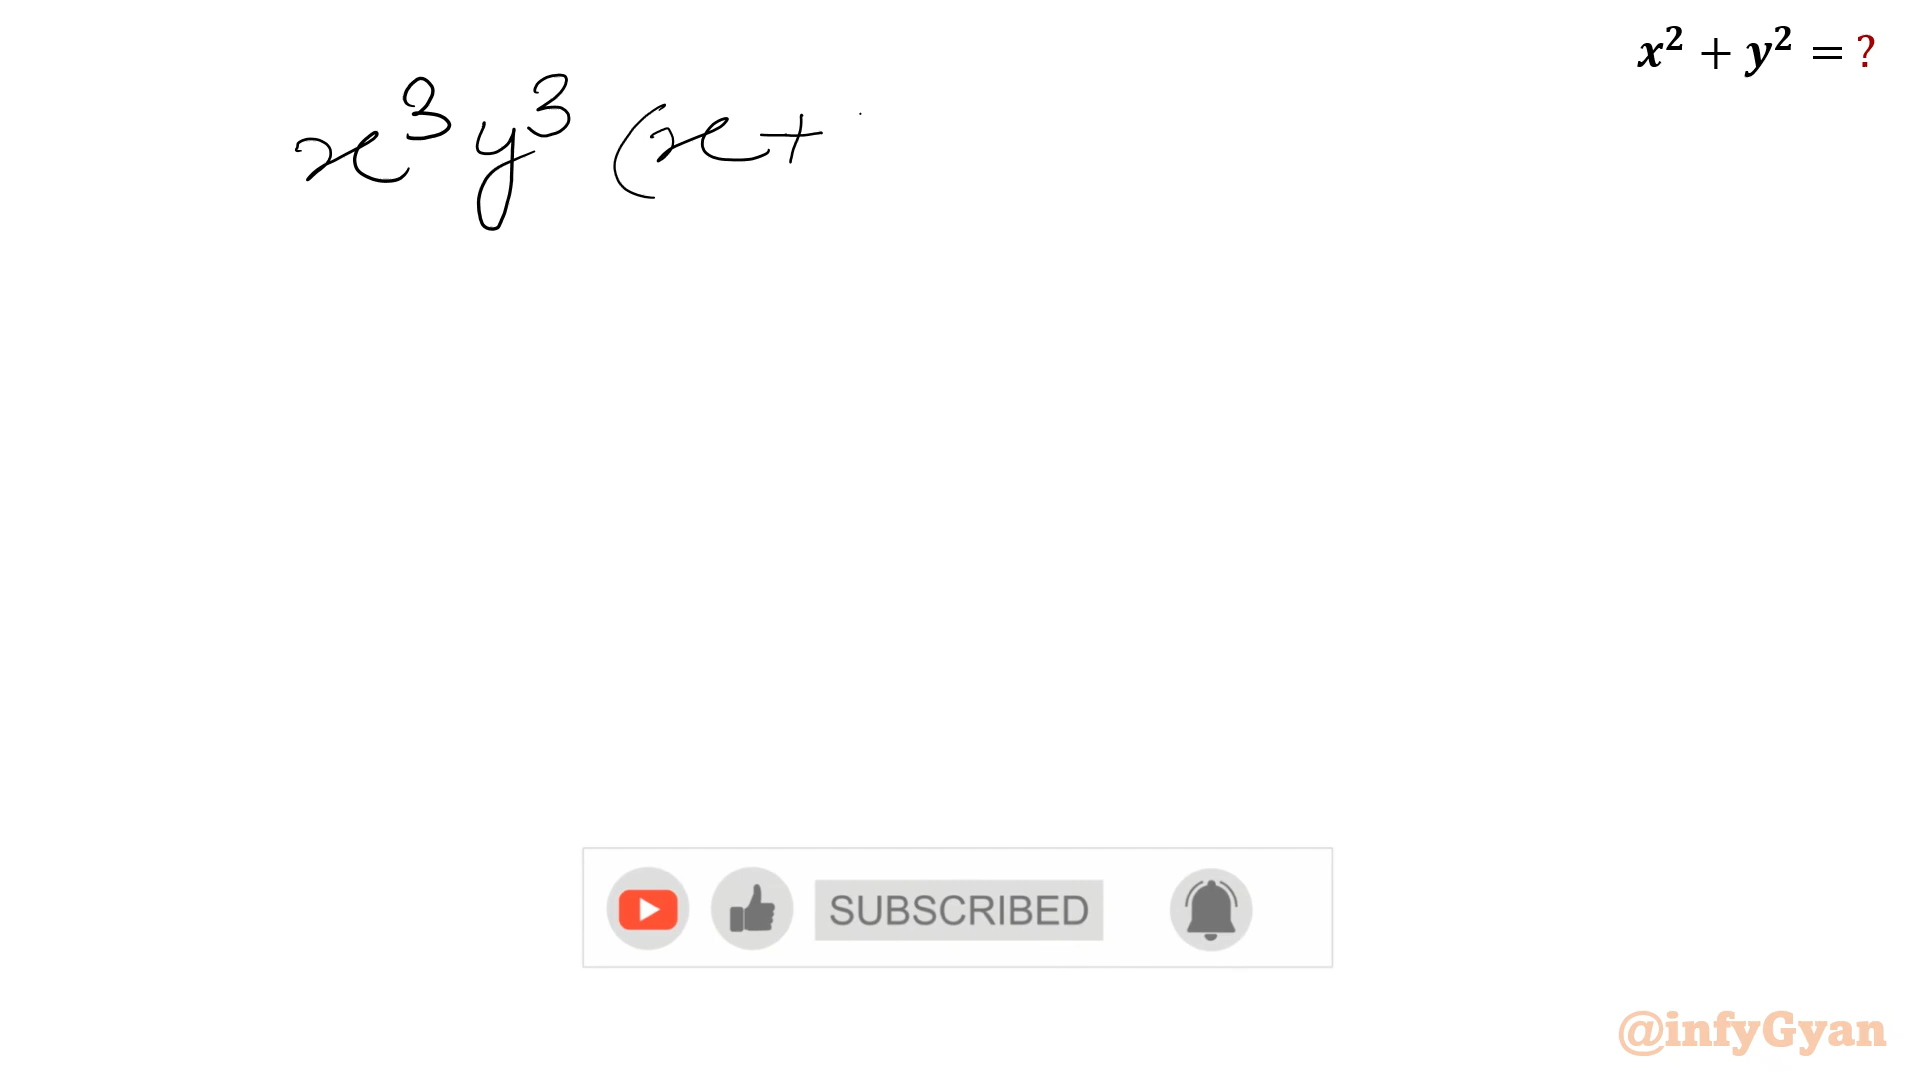 x² + y² = ?
x³y³ (x+
SUBSCRIBED
@infyGyan